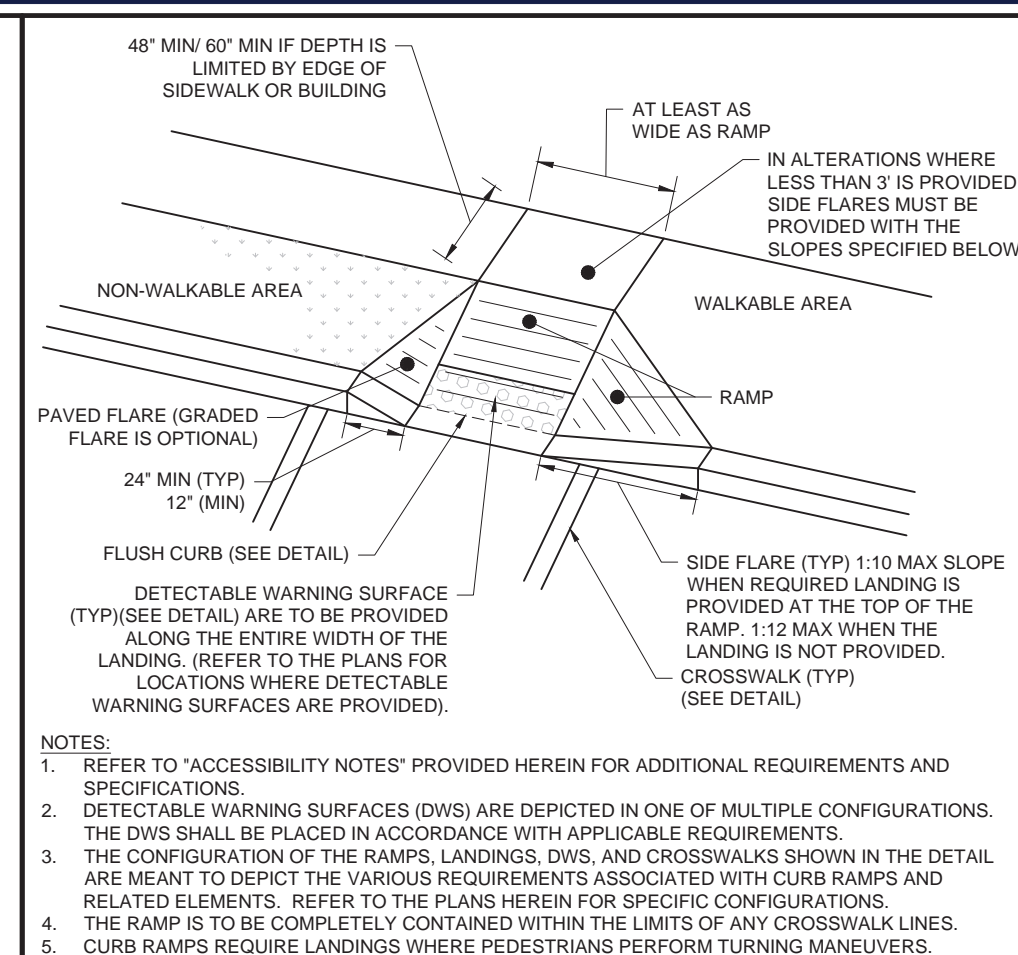 48" MIN/ 60" MIN IF DEPTH IS
LIMITED BY EDGE OF
SIDEWALK OR BUILDING
AT LEAST AS
WIDE AS RAMP
IN ALTERATIONS WHERE
LESS THAN 3' IS PROVIDED
SIDE FLARES MUST BE
PROVIDED WITH THE
SLOPES SPECIFIED BELOW
NON-WALKABLE AREA
WALKABLE AREA
RAMP
PAVED FLARE (GRADED
FLARE IS OPTIONAL)
24" MIN (TYP)
12" (MIN)
FLUSH CURB (SEE DETAIL)
DETECTABLE WARNING SURFACE
(TYP)(SEE DETAIL) ARE TO BE PROVIDED
ALONG THE ENTIRE WIDTH OF THE
LANDING. (REFER TO THE PLANS FOR
LOCATIONS WHERE DETECTABLE
WARNING SURFACES ARE PROVIDED).
SIDE FLARE (TYP) 1:10 MAX SLOPE
WHEN REQUIRED LANDING IS
PROVIDED AT THE TOP OF THE
RAMP. 1:12 MAX WHEN THE
LANDING IS NOT PROVIDED.
CROSSWALK (TYP)
(SEE DETAIL)
NOTES:
1. REFER TO "ACCESSIBILITY NOTES" PROVIDED HEREIN FOR ADDITIONAL REQUIREMENTS AND
SPECIFICATIONS.
2. DETECTABLE WARNING SURFACES (DWS) ARE DEPICTED IN ONE OF MULTIPLE CONFIGURATIONS.
THE DWS SHALL BE PLACED IN ACCORDANCE WITH APPLICABLE REQUIREMENTS.
3. THE CONFIGURATION OF THE RAMPS, LANDINGS, DWS, AND CROSSWALKS SHOWN IN THE DETAIL
ARE MEANT TO DEPICT THE VARIOUS REQUIREMENTS ASSOCIATED WITH CURB RAMPS AND
RELATED ELEMENTS. REFER TO THE PLANS HEREIN FOR SPECIFIC CONFIGURATIONS.
4. THE RAMP IS TO BE COMPLETELY CONTAINED WITHIN THE LIMITS OF ANY CROSSWALK LINES.
5. CURB RAMPS REQUIRE LANDINGS WHERE PEDESTRIANS PERFORM TURNING MANEUVERS.